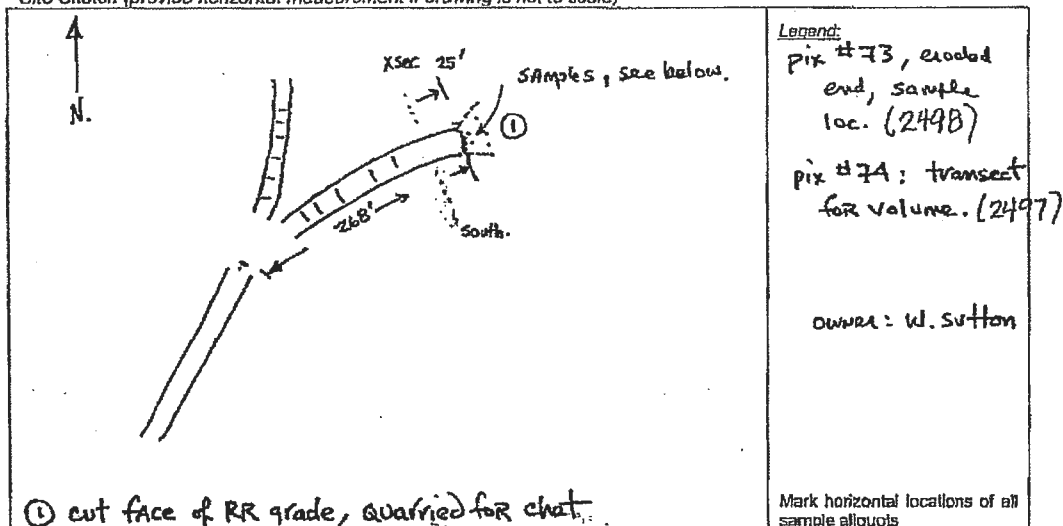 Site Sketch (provide horizontal measurement if drawing is not to scale)
N.
Xsec 25'
SAMPLES, see below.
①
268'
South.
① cut face of RR grade, quarried for chat.
Legend:
pix #73, eroded
end, sample
loc. (2498)
pix #74: transect
for volume. (2497)
owner: W. Sutton
Mark horizontal locations of all
sample aliquots